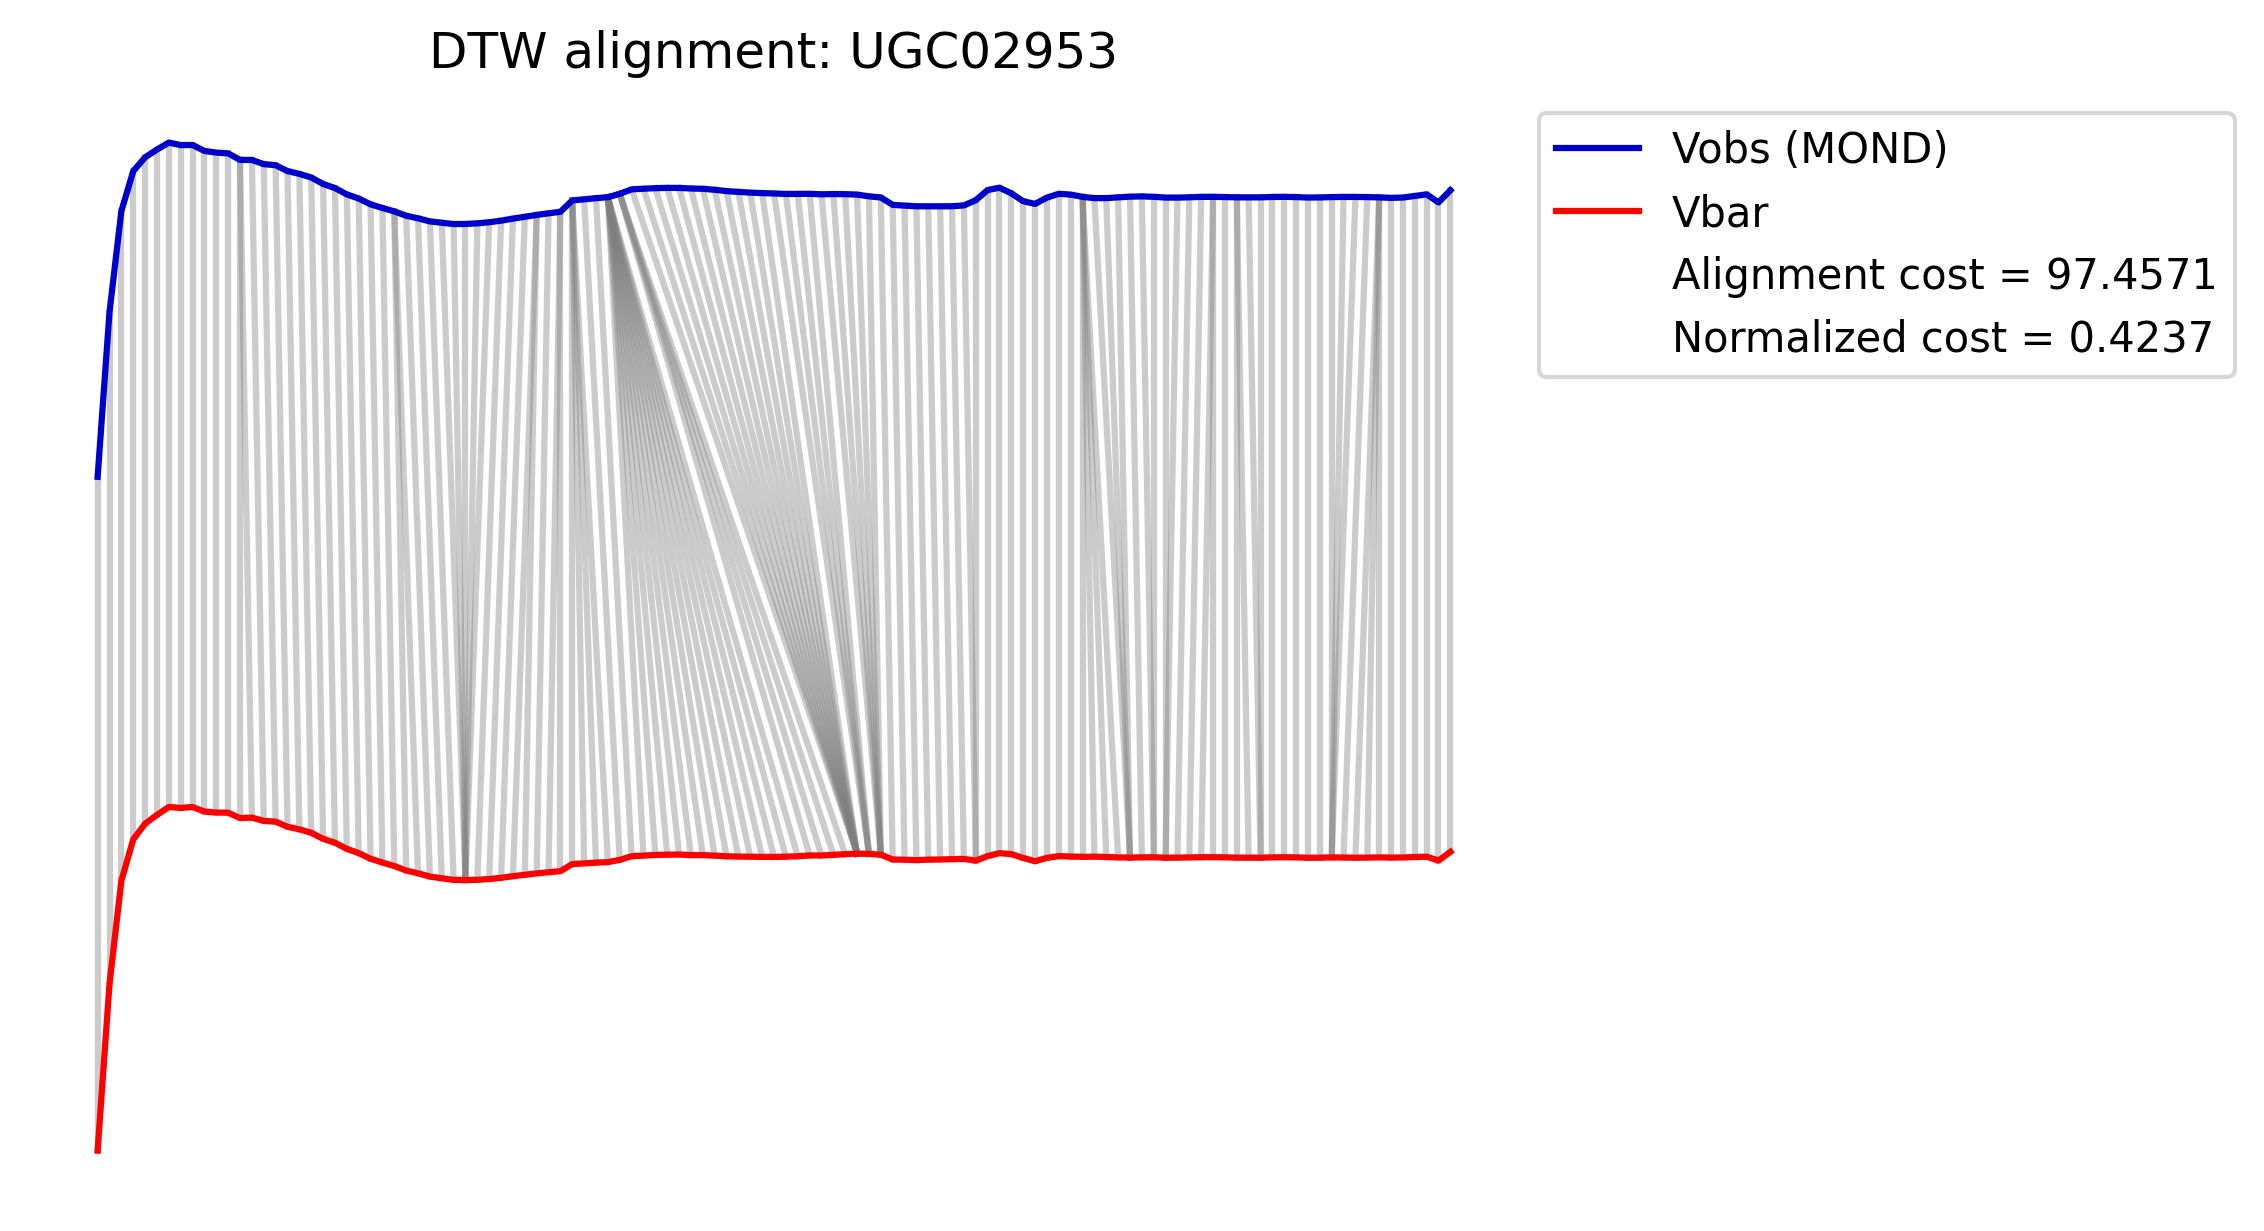 DTW alignment: UGC02953
Vobs (MOND)
Vbar
Alignment cost = 97.4571
Normalized cost = 0.4237